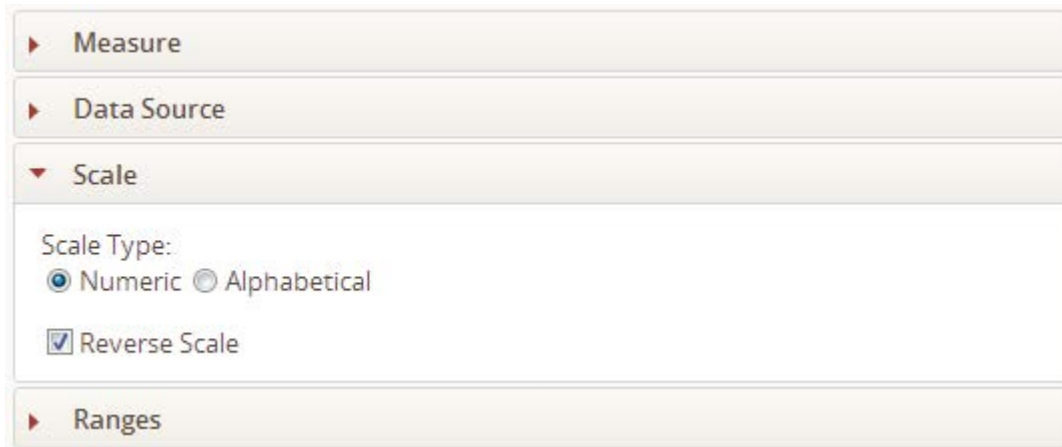 Measure
Data Source
Scale
Scale Type:
Numeric Alphabetical
Reverse Scale
Ranges